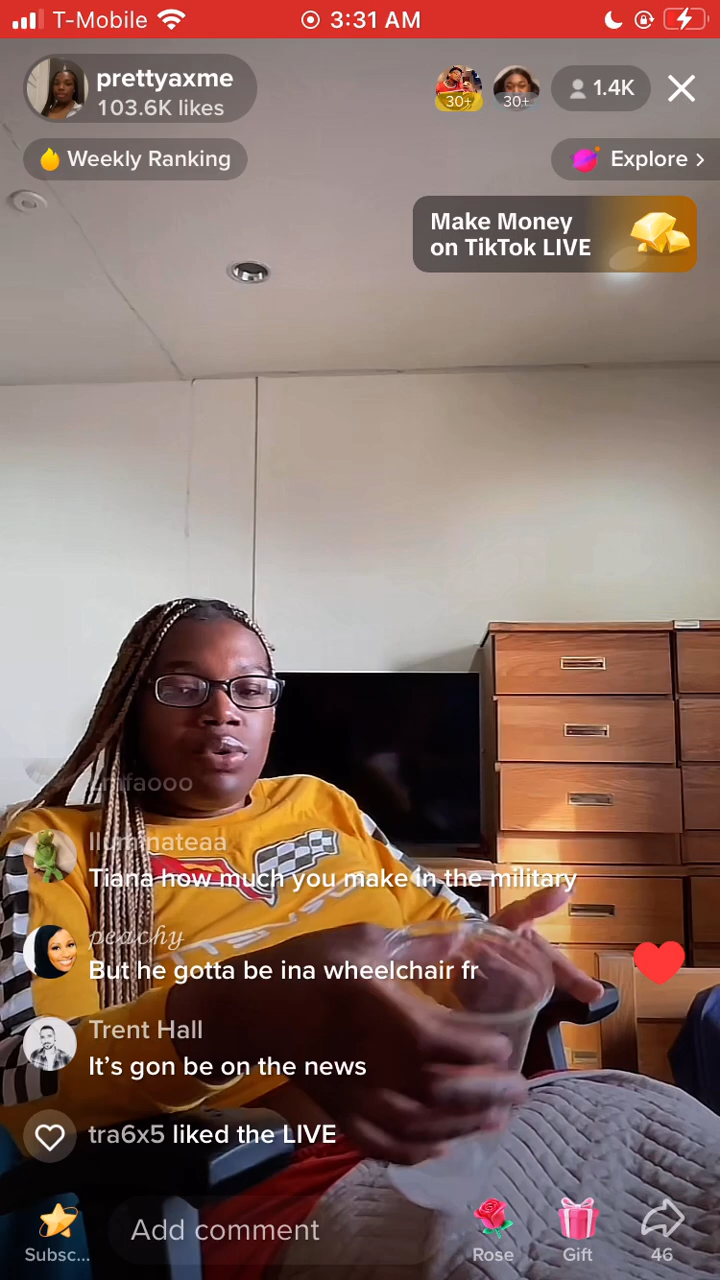 T-Mobile
3:31 AM
prettyaxme
103.6K likes
30+
30+
1.4K
Weekly Ranking
Explore >
Make Money
on TikTok LIVE
Lmfaooo
Iluminateaa
Tiana how much you make in the military
peachy
But he gotta be ina wheelchair fr
Trent Hall
It's gon be on the news
tra6x5 liked the LIVE
Add comment
Subsc...
Rose
Gift
46